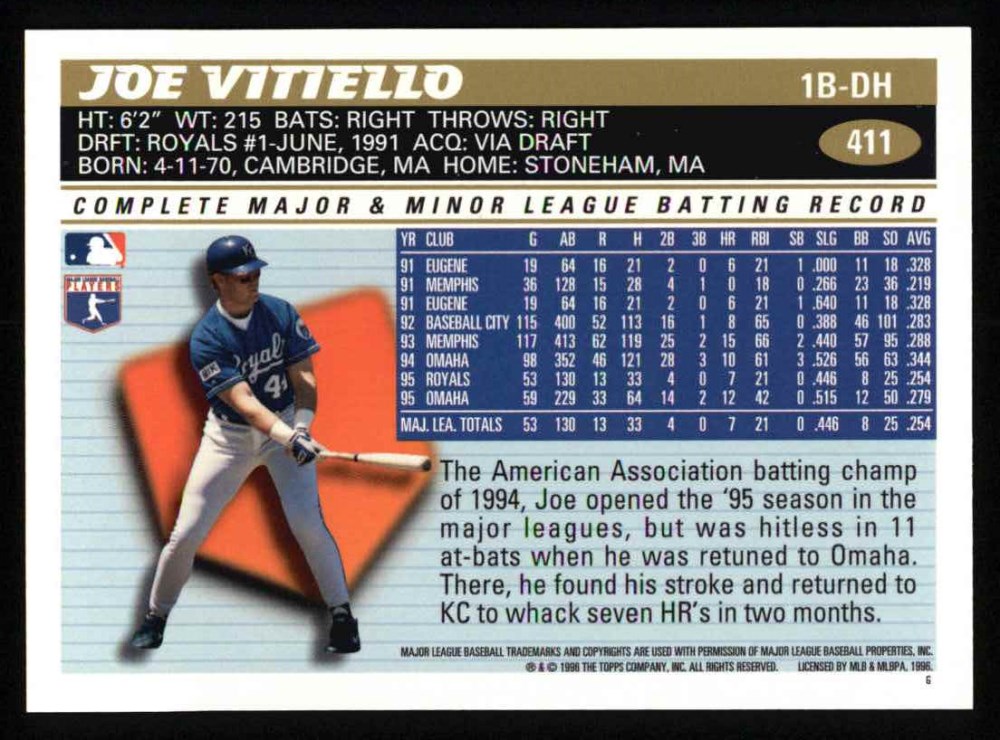 JOE VITIELLO
1B-DH
HT: 6'2" WT: 215 BATS: RIGHT THROWS: RIGHT
DRFT: ROYALS #1-JUNE, 1991 ACQ: VIA DRAFT
BORN: 4-11-70, CAMBRIDGE, MA HOME: STONEHAM, MA
411
COMPLETE MAJOR & MINOR LEAGUE BATTING RECORD
YR CLUB G AB R H 2B 3B HR RBI SB SLG BB SO AVG
91 EUGENE 19 64 16 21 2 0 6 21 1 .000 11 18 .328
91 MEMPHIS 36 128 15 28 4 1 0 18 0 .266 23 36 .219
91 EUGENE 19 64 16 21 2 0 6 21 1 .640 11 18 .328
92 BASEBALL CITY 115 400 52 113 16 1 8 65 0 .388 46 101 .283
93 MEMPHIS 117 413 62 119 25 2 15 66 2 .440 57 95 .288
94 OMAHA 98 352 46 121 28 3 10 61 3 .526 56 63 .344
95 ROYALS 53 130 13 33 4 0 7 21 0 .446 8 25 .254
95 OMAHA 59 229 33 64 14 2 12 42 0 .515 12 50 .279
MAJ. LEA. TOTALS 53 130 13 33 4 0 7 21 0 .446 8 25 .254
PLAYERS
Royals
The American Association batting champ
of 1994, Joe opened the '95 season in the
major leagues, but was hitless in 11
at-bats when he was retuned to Omaha.
There, he found his stroke and returned to
KC to whack seven HR's in two months.
MAJOR LEAGUE BASEBALL TRADEMARKS AND COPYRIGHTS ARE USED WITH PERMISSION OF MAJOR LEAGUE BASEBALL PROPERTIES, INC.
® & © 1996 THE TOPPS COMPANY, INC. ALL RIGHTS RESERVED. LICENSED BY MLB & MLBPA, 1996.
6